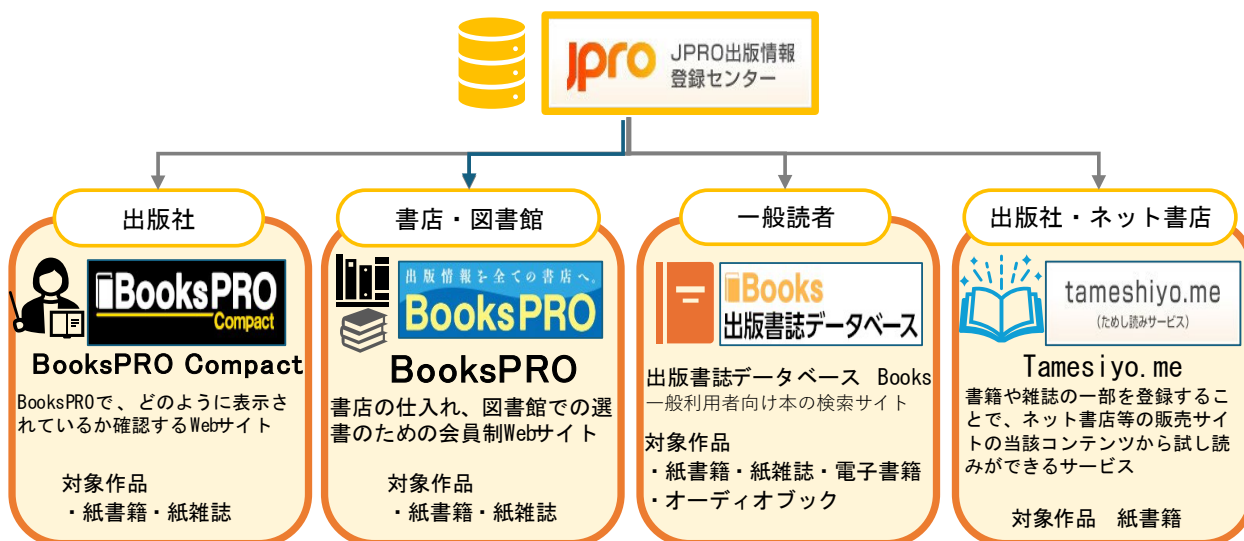 Jpro
JPRO出版情報
登録センター
出版社
BooksPRO
Compact
BooksPRO Compact
BooksPROで、どのように表示さ
れているか確認するWebサイト
対象作品
・紙書籍・紙雑誌
書店・図書館
出版情報を全ての書店へ。
BooksPRO
BooksPRO
書店の仕入れ、図書館での選
書のための会員制Webサイト
対象作品
・紙書籍・紙雑誌
一般読者
Books
出版書誌データベース
出版書誌データベース Books
一般利用者向け本の検索サイト
対象作品
・紙書籍・紙雑誌・電子書籍
・オーディオブック
出版社・ネット書店
tameshiyo.me
(ためし読みサービス)
Tamesiyo.me
書籍や雑誌の一部を登録するこ
とで、ネット書店等の販売サイ
トの当該コンテンツから試し読
みができるサービス
対象作品 紙書籍